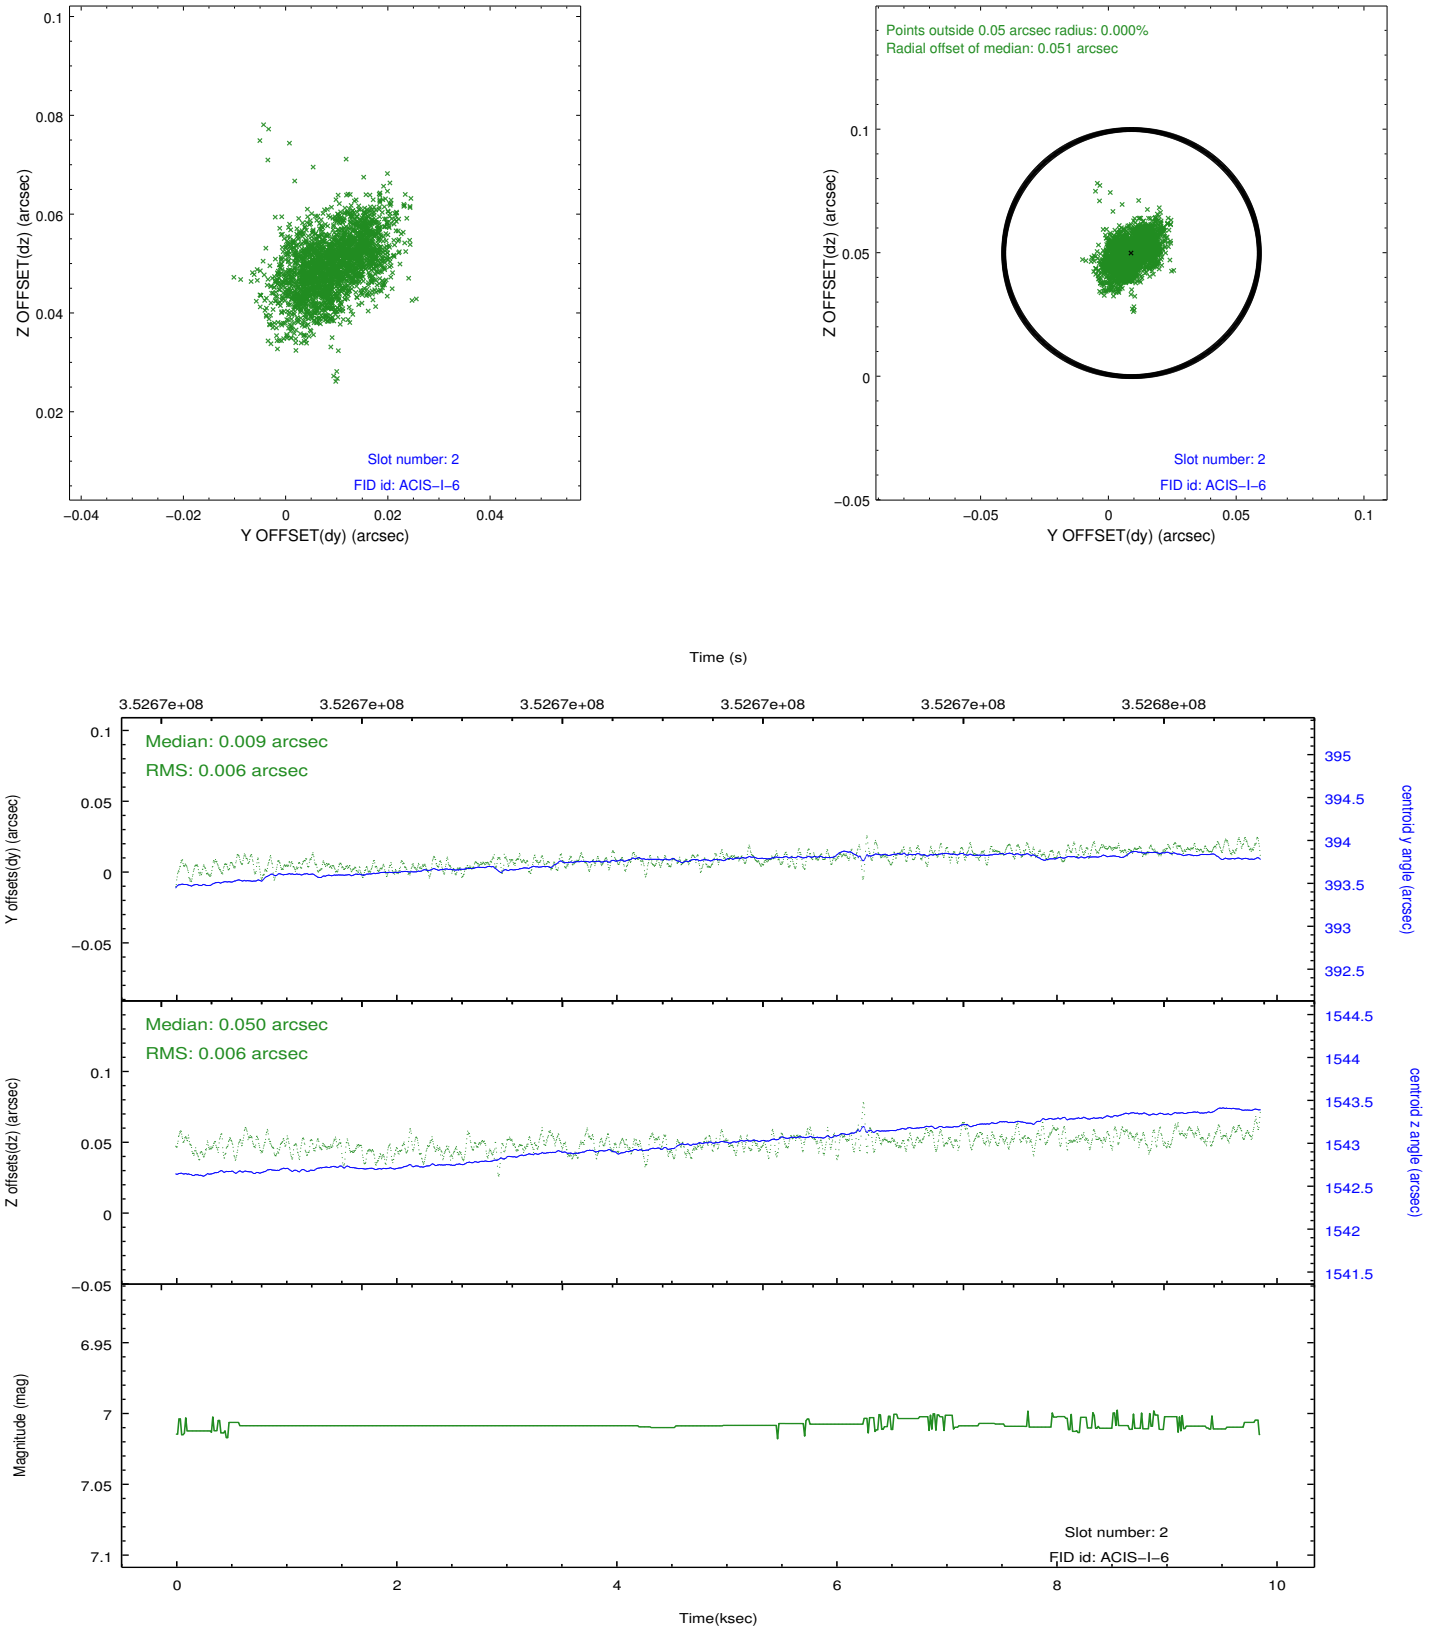 0.1
0.08
0.06
0.04
0.02
Z OFFSET(dz) (arcsec)
Slot number: 2
FID id: ACIS−I−6
−0.04 −0.02 0 0.02 0.04
Y OFFSET(dy) (arcsec)
Points outside 0.05 arcsec radius: 0.000%
Radial offset of median: 0.051 arcsec
0.1
0.05
0
−0.05
Z OFFSET(dz) (arcsec)
Slot number: 2
FID id: ACIS−I−6
−0.05 0 0.05 0.1
Y OFFSET(dy) (arcsec)
Time (s)
3.5267e+08 3.5267e+08 3.5267e+08 3.5267e+08 3.5267e+08 3.5268e+08
Median: 0.009 arcsec
RMS: 0.006 arcsec
0.1
0.05
0
−0.05
Y offsets(dy) (arcsec)
395
394.5
394
393.5
393
392.5
centroid y angle (arcsec)
Median: 0.050 arcsec
RMS: 0.006 arcsec
0.1
0.05
0
−0.05
Z offsets(dz) (arcsec)
1544.5
1544
1543.5
1543
1542.5
1542
1541.5
centroid z angle (arcsec)
6.95
7
7.05
7.1
Magnitude (mag)
Slot number: 2
FID id: ACIS−I−6
0 2 4 6 8 10
Time(ksec)